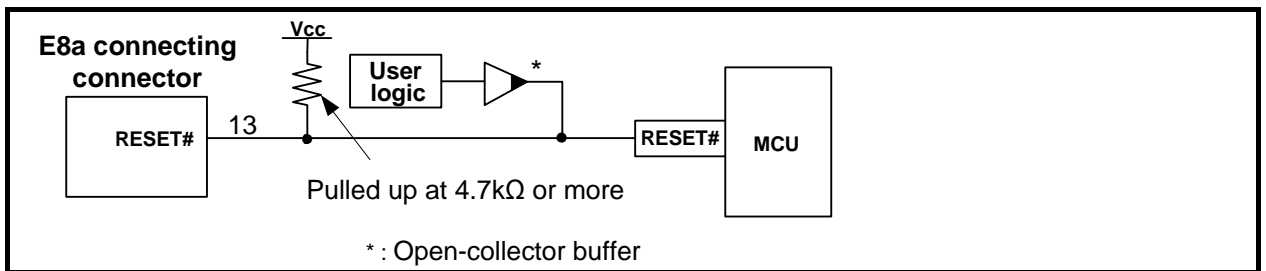 Vcc
E8a connecting
connector
User
logic
*
RESET#
13
RESET#
MCU
Pulled up at 4.7kΩ or more
* : Open-collector buffer